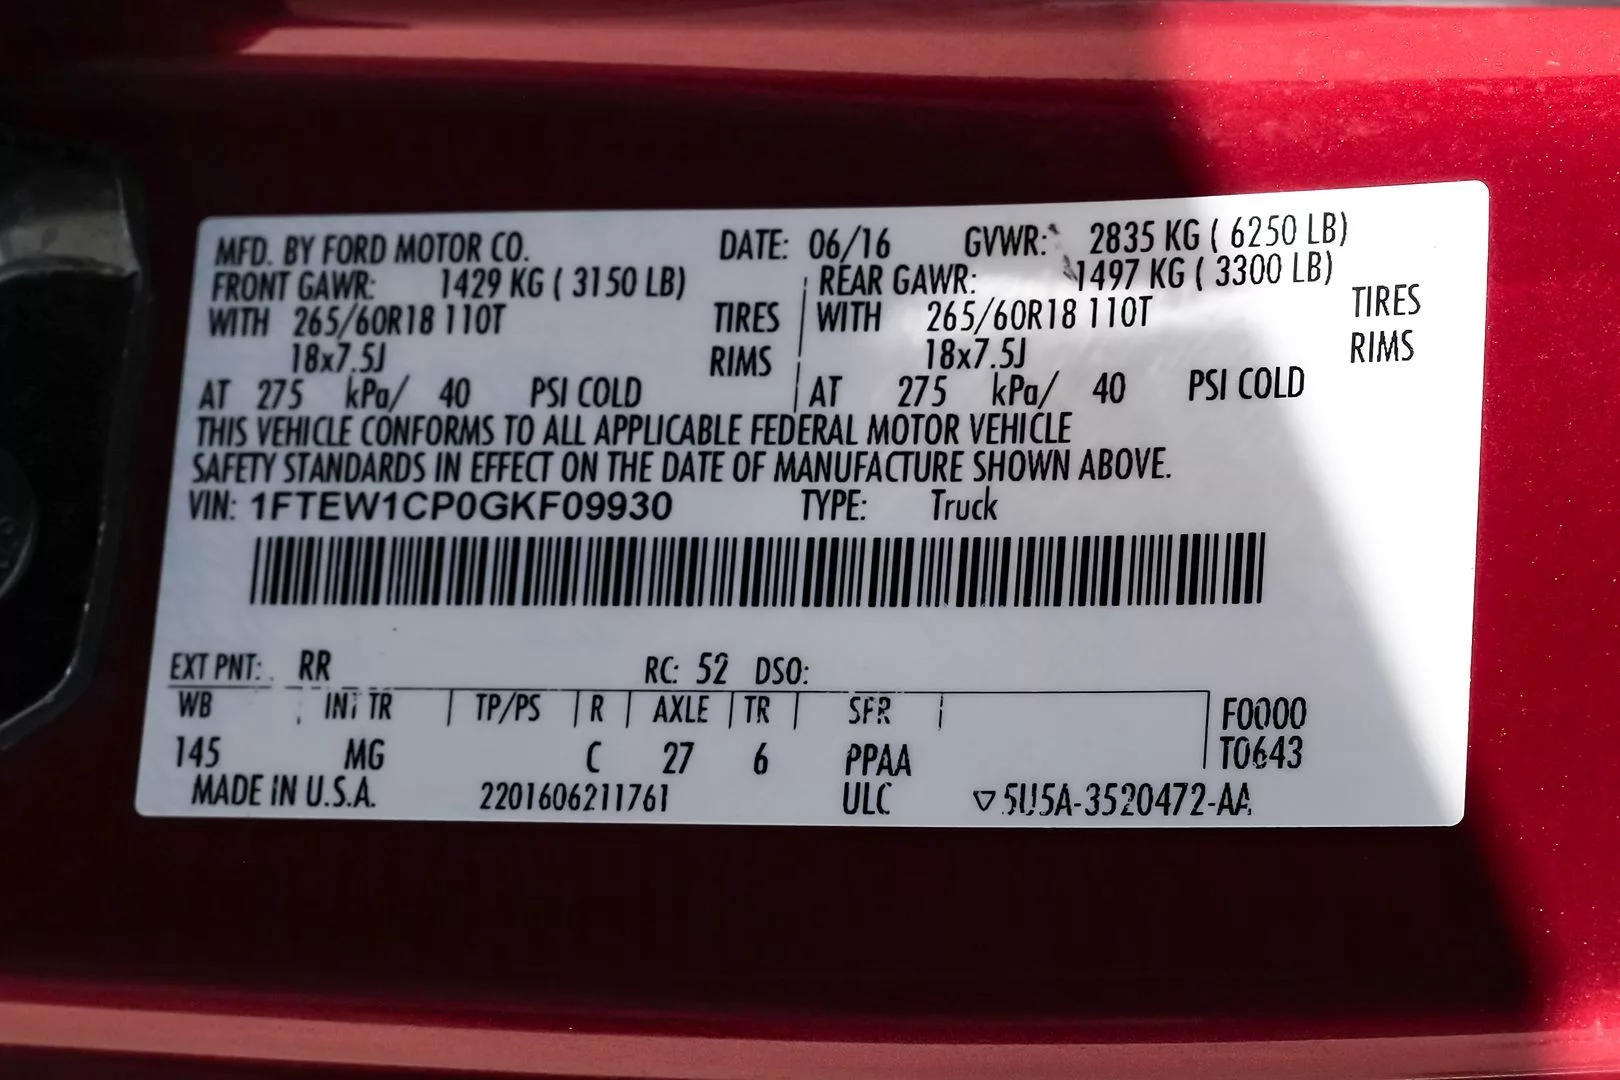 MFD. BY FORD MOTOR CO. DATE: 06/16 GVWR: 2835 KG ( 6250 LB)
FRONT GAWR: 1429 KG ( 3150 LB) REAR GAWR: 1497 KG ( 3300 LB)
WITH 265/60R18 110T TIRES WITH 265/60R18 110T TIRES
18x7.5J RIMS 18x7.5J RIMS
AT 275 kPa/ 40 PSI COLD AT 275 kPa/ 40 PSI COLD
THIS VEHICLE CONFORMS TO ALL APPLICABLE FEDERAL MOTOR VEHICLE
SAFETY STANDARDS IN EFFECT ON THE DATE OF MANUFACTURE SHOWN ABOVE.
VIN: 1FTEW1CP0GKF09930 TYPE: Truck
EXT PNT: RR RC: 52 DSO:
WB INT TR TP/PS R AXLE TR SFR F0000
145 MG C 27 6 PPAA T0643
MADE IN U.S.A. 2201606211761 ULC ▽5U5A-3520472-AA